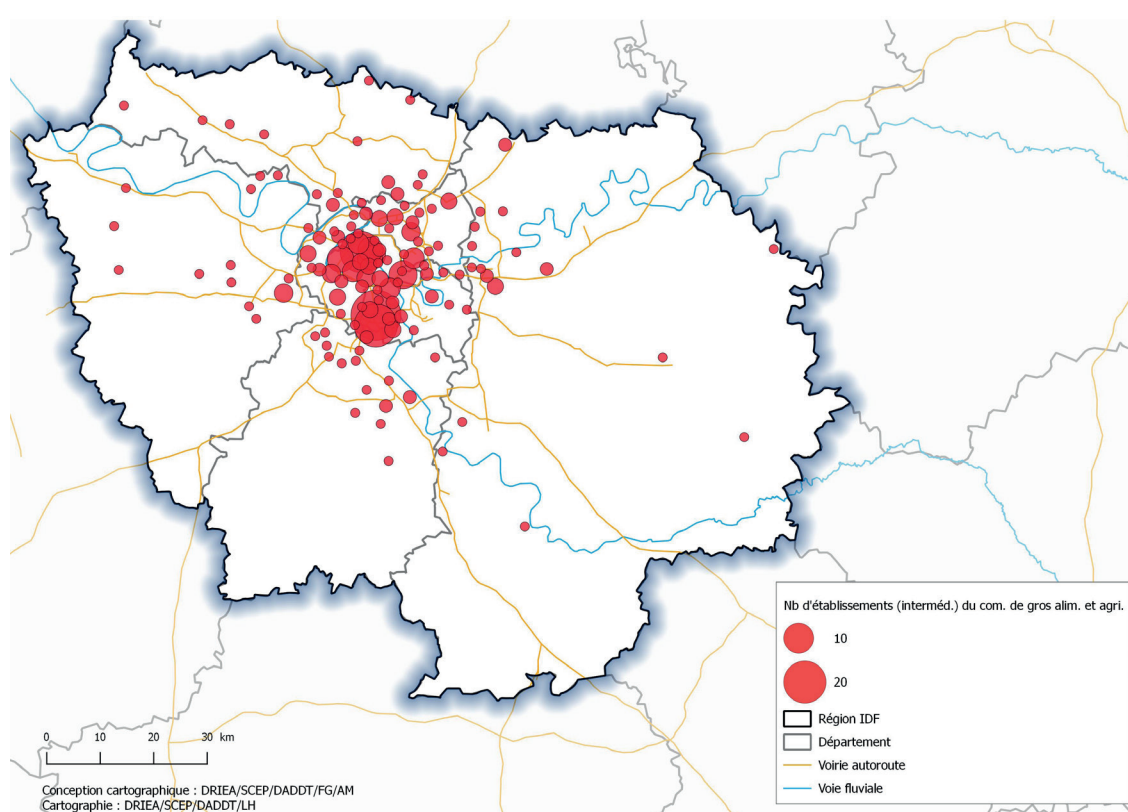 Nb d'établissements (interméd.) du com. de gros alim. et agri.
10
20
Région IDF
Département
Voirie autoroute
Voie fluviale
0 10 20 30 km
Conception cartographique : DRIEA/SCEP/DADDT/FG/AM
Cartographie : DRIEA/SCEP/DADDT/LH